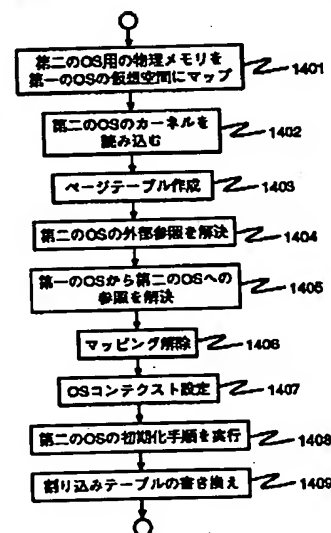 第二のOS用の物理メモリを
第一のOSの仮想空間にマップ
1401
第二のOSのカーネルを
読み込む
1402
ページテーブル作成
1403
第二のOSの外部参照を解決
1404
第一のOSから第二のOSへの
参照を解決
1405
マッピング解除
1406
OSコンテクスト設定
1407
第二のOSの初期化手順を実行
1408
割り込みテーブルの書き換え
1409